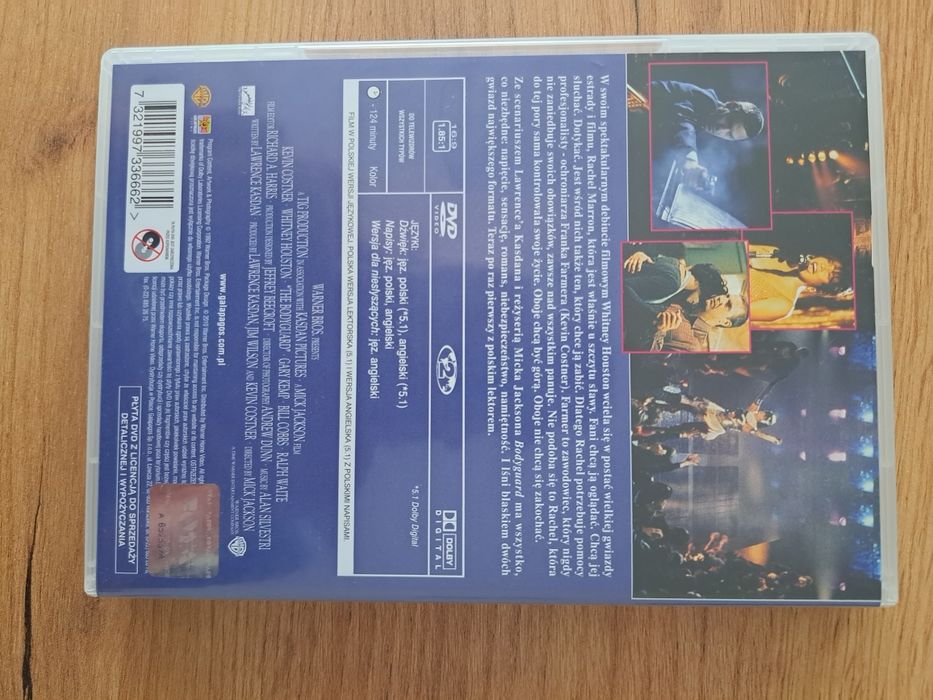 W swoim spektakularnym debiucie filmowym Whitney Houston wciela się w postać wielkiej gwiazdy
estrady i filmu, Rachel Marron, która jest właśnie u szczytu sławy. Fani chcą ją oglądać. Chcą jej
słuchać. Dotykać. Jest wśród nich także ten, który chce ją zabić. Dlatego Rachel potrzebuje pomocy
profesjonalisty - ochroniarza Franka Farmera (Kevin Costner). Farmer to zawodowiec, który nigdy
nie zaniedbuje swoich obowiązków, zawsze nad wszystkim panuje. Nie podoba się to Rachel, która
do tej pory sama kontrolowała swoje życie. Oboje chcą być górą. Oboje nie chcą się zakochać.
Ze scenariuszem Lawrence'a Kasdana i reżyserią Micka Jacksona Bodyguard ma wszystko,
co niezbędne: napięcie, sensację, romans, niebezpieczeństwo, namiętność. I lśni blaskiem dwóch
gwiazd największego formatu. Teraz po raz pierwszy z polskim lektorem.
16:9
1.85:1
DO TELEWIZORÓW
WSZYSTKICH TYPÓW
DVD
VIDEO
2
DOLBY
DIGITAL
124 minuty
Kolor
JĘZYKI:
Dźwięk: jęz. polski (*5.1), angielski (*5.1)
Napisy: jęz. polski, angielski
Wersja dla niesłyszących: jęz. angielski
*5.1 Dolby Digital
FILM W POLSKIEJ WERSJI JĘZYKOWEJ. POLSKA WERSJA LEKTORSKA (5.1) I WERSJA ANGIELSKA (5.1) Z POLSKIMI NAPISAMI.
WARNER BROS. PRESENTS
A TIG PRODUCTION IN ASSOCIATION WITH KASDAN PICTURES A MICK JACKSON FILM
KEVIN COSTNER WHITNEY HOUSTON "THE BODYGUARD" GARY KEMP BILL COBBS RALPH WAITE
MUSIC BY ALAN SILVESTRI
FILM EDITOR RICHARD A. HARRIS PRODUCTION DESIGNED BY JEFFREY BEECROFT DIRECTOR OF PHOTOGRAPHY ANDREW DUNN
WRITTEN BY LAWRENCE KASDAN PRODUCED BY LAWRENCE KASDAN, JIM WILSON AND KEVIN COSTNER DIRECTED BY MICK JACKSON
www.galapagos.com.pl
7 321997 336662 >
PŁYTA DVD Z LICENCJĄ DO SPRZEDAŻY
DETALICZNEJ I WYPOŻYCZANIA